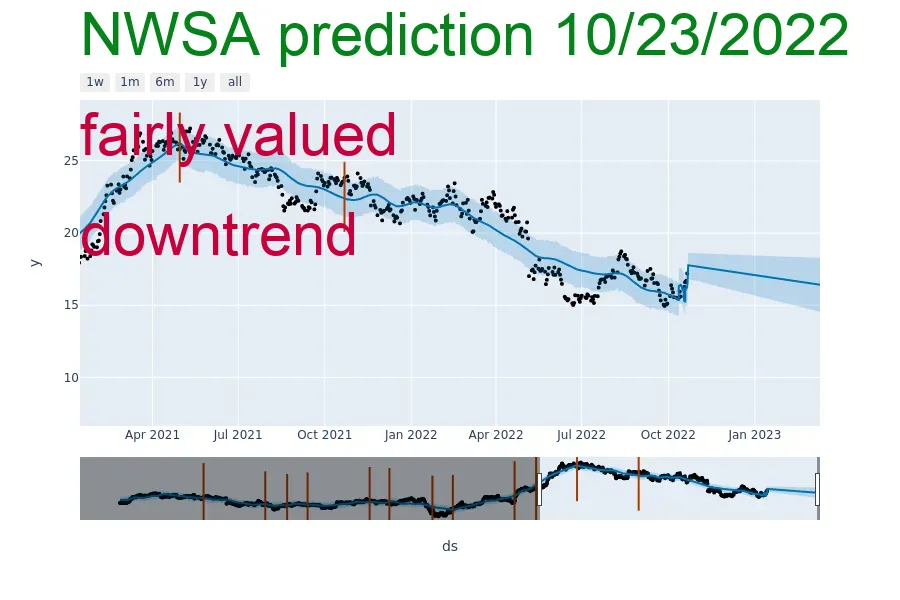 NWSA prediction 10/23/2022
1w 1m 6m 1y all
fairly valued
25
downtrend
20
y
15
10
Apr 2021 Jul 2021 Oct 2021 Jan 2022 Apr 2022 Jul 2022 Oct 2022 Jan 2023
ds